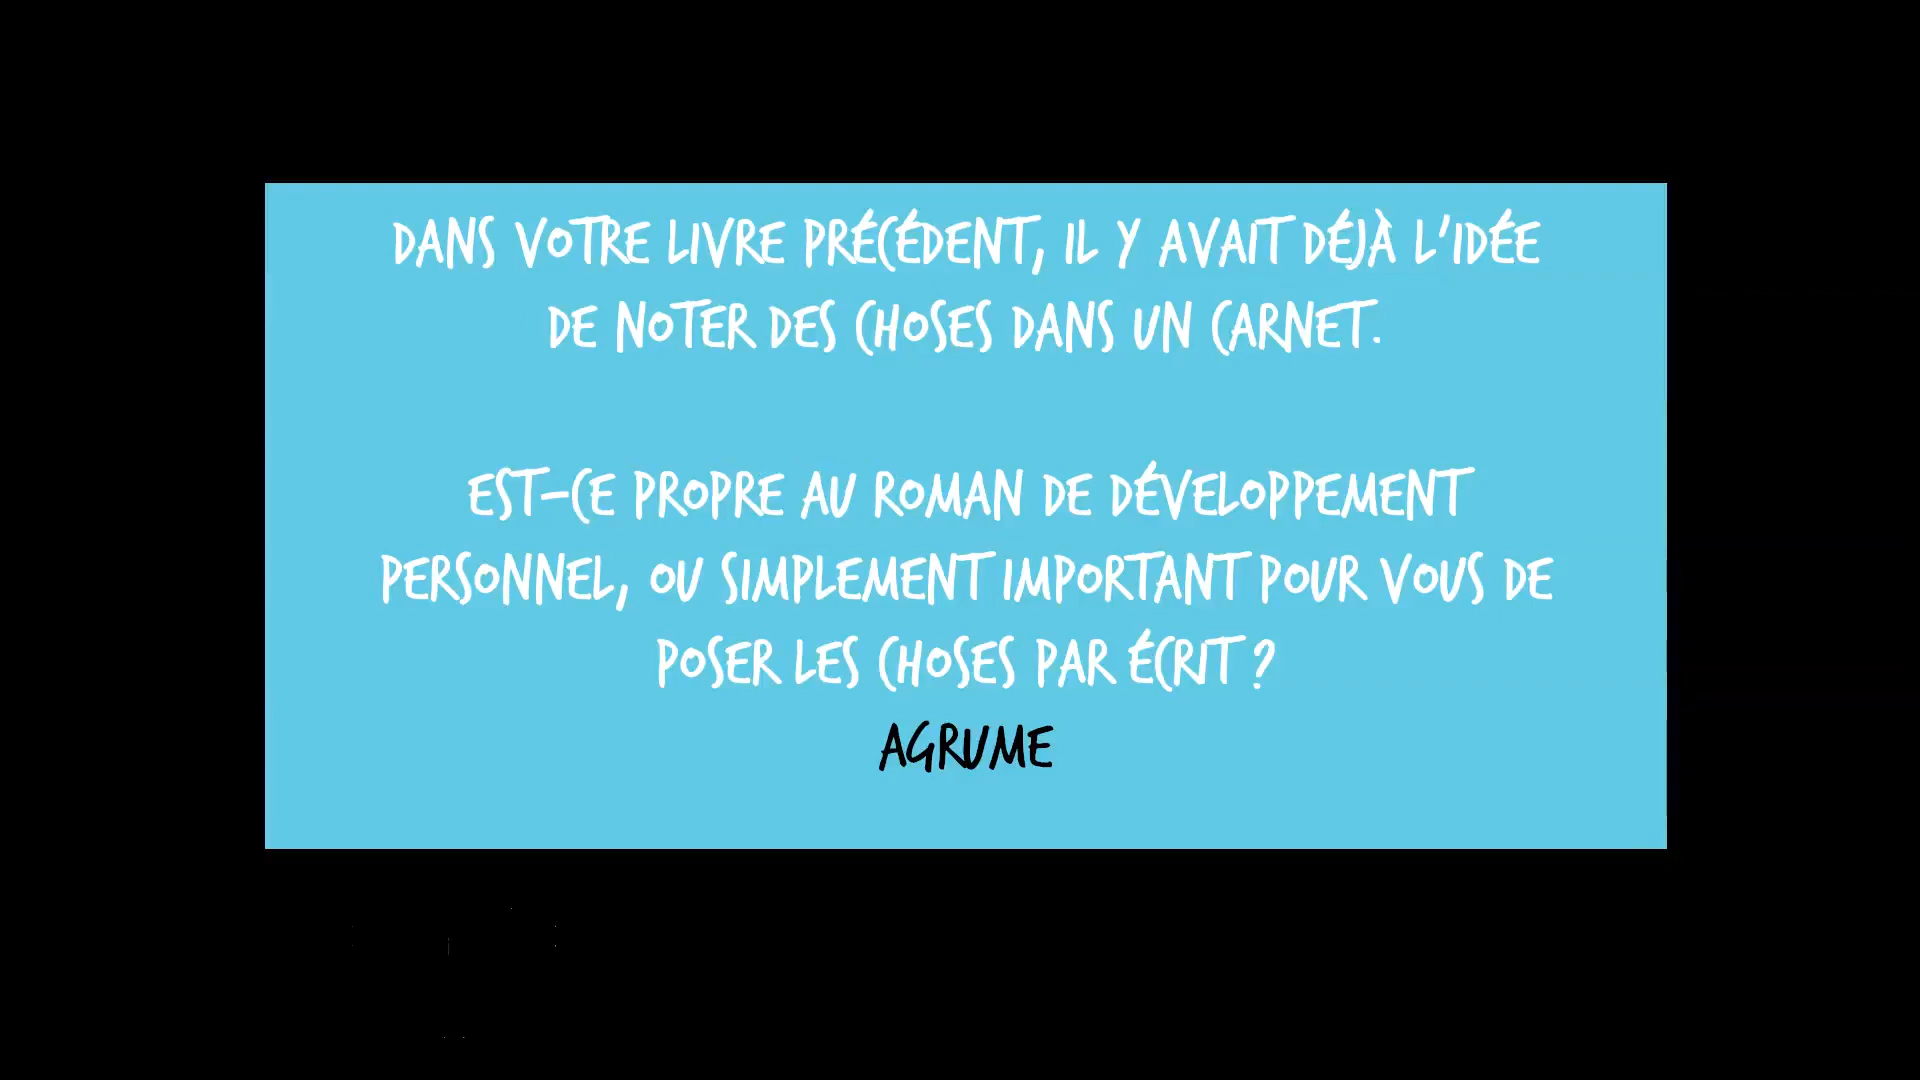 DANS VOTRE LIVRE PRÉCÉDENT, IL Y AVAIT DÉJÀ L'IDÉE
DE NOTER DES CHOSES DANS UN CARNET.
EST-CE PROPRE AU ROMAN DE DÉVELOPPEMENT
PERSONNEL, OU SIMPLEMENT IMPORTANT POUR VOUS DE
POSER LES CHOSES PAR ÉCRIT ?
AGRUME